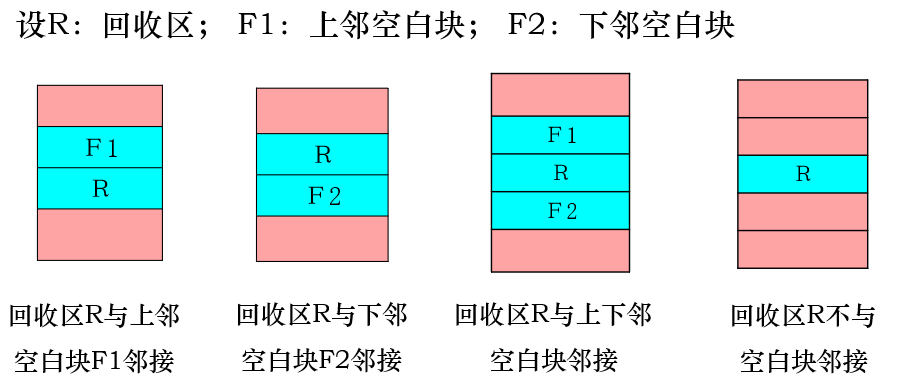 设R：回收区； F1：上邻空白块； F2：下邻空白块
F1
R
R
F2
F1
R
F2
R
回收区R与上邻
空白块F1邻接
回收区R与下邻
空白块F2邻接
回收区R与上下邻
空白块邻接
回收区R不与
空白块邻接